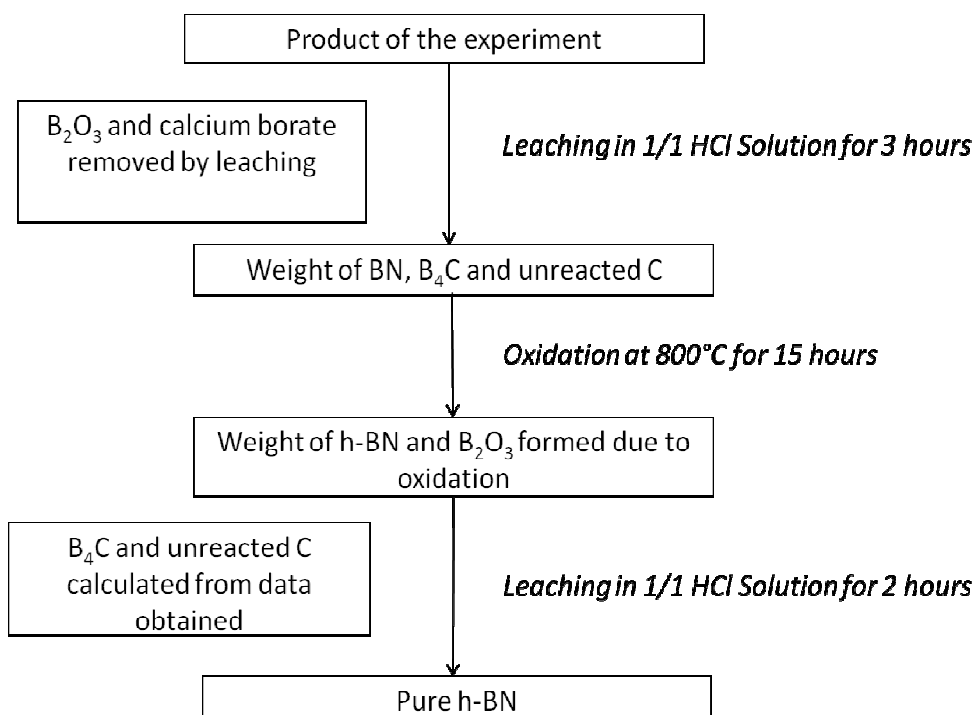 Product of the experiment
B₂O₃ and calcium borate
removed by leaching
Leaching in 1/1 HCl Solution for 3 hours
Weight of BN, B₄C and unreacted C
Oxidation at 800°C for 15 hours
Weight of h-BN and B₂O₃ formed due to
oxidation
B₄C and unreacted C
calculated from data
obtained
Leaching in 1/1 HCl Solution for 2 hours
Pure h-BN